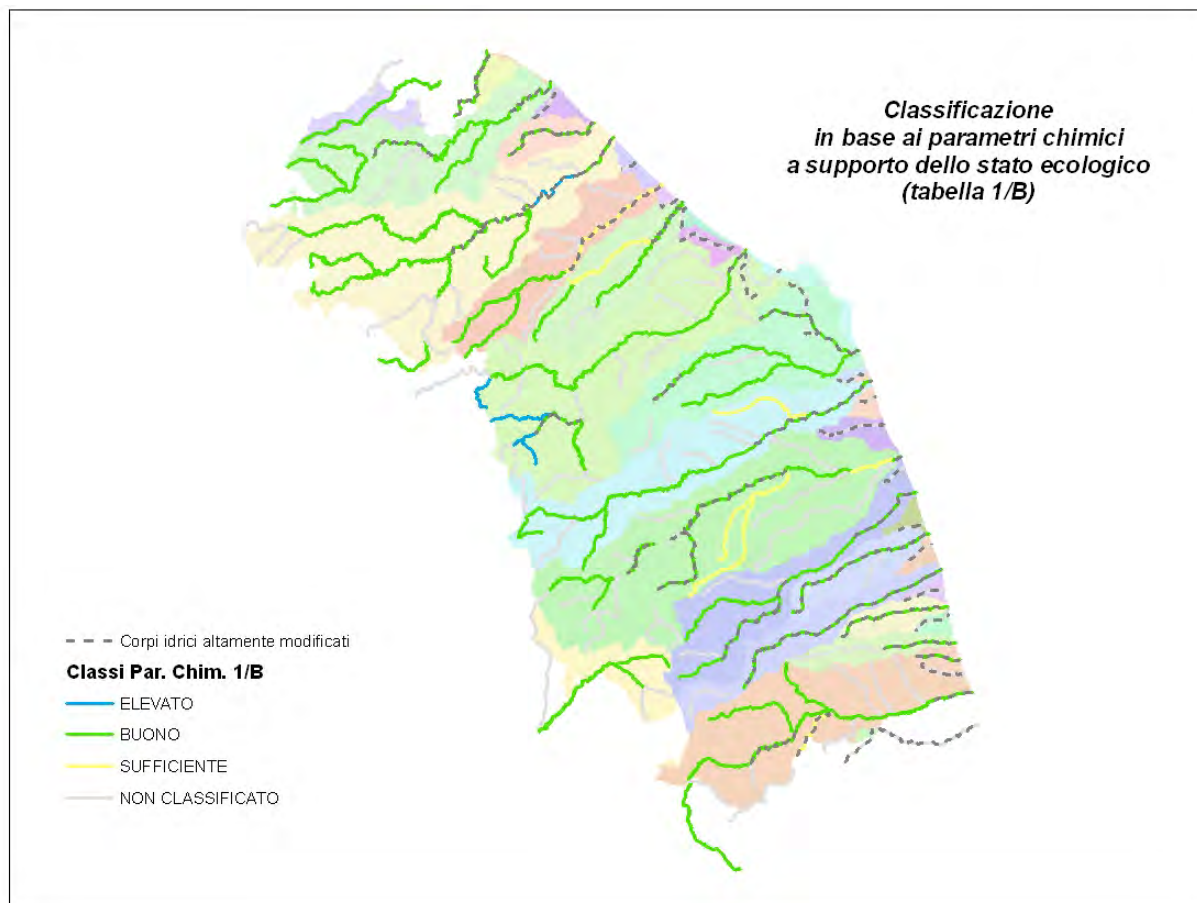 Classificazione
in base ai parametri chimici
a supporto dello stato ecologico
(tabella 1/B)
Corpi idrici altamente modificati
Classi Par. Chim. 1/B
ELEVATO
BUONO
SUFFICIENTE
NON CLASSIFICATO